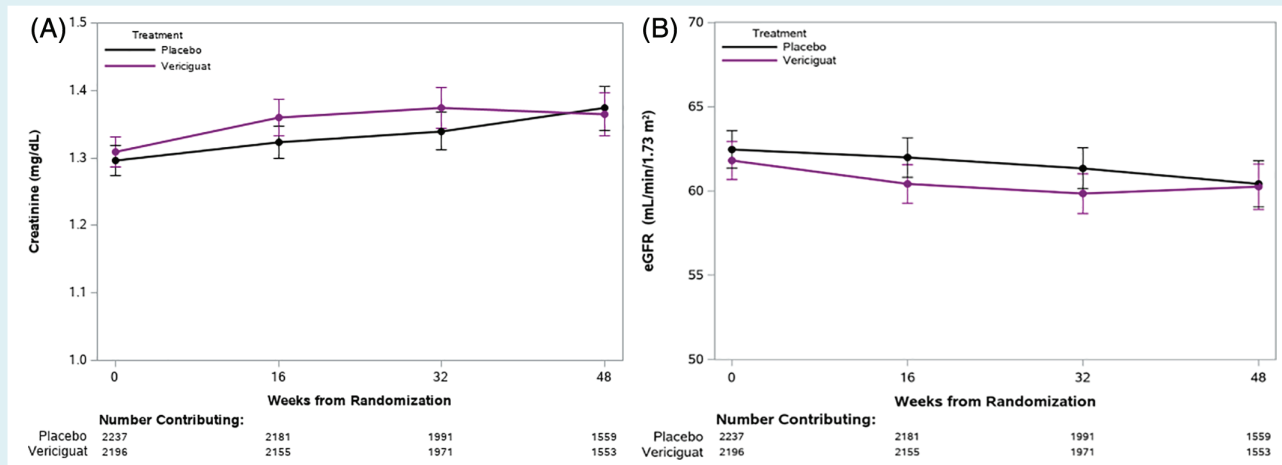 (A)
1.5
1.4
1.3
1.2
1.1
1.0
Creatinine (mg/dL)
Treatment
Placebo
Vericiguat
0 16 32 48
Weeks from Randomization
Number Contributing:
Placebo 2237 2181 1991 1559
Vericiguat 2196 2155 1971 1553
(B)
70
65
60
55
50
eGFR (mL/min/1.73 m²)
Treatment
Placebo
Vericiguat
0 16 32 48
Weeks from Randomization
Number Contributing:
Placebo 2237 2181 1991 1559
Vericiguat 2196 2155 1971 1553